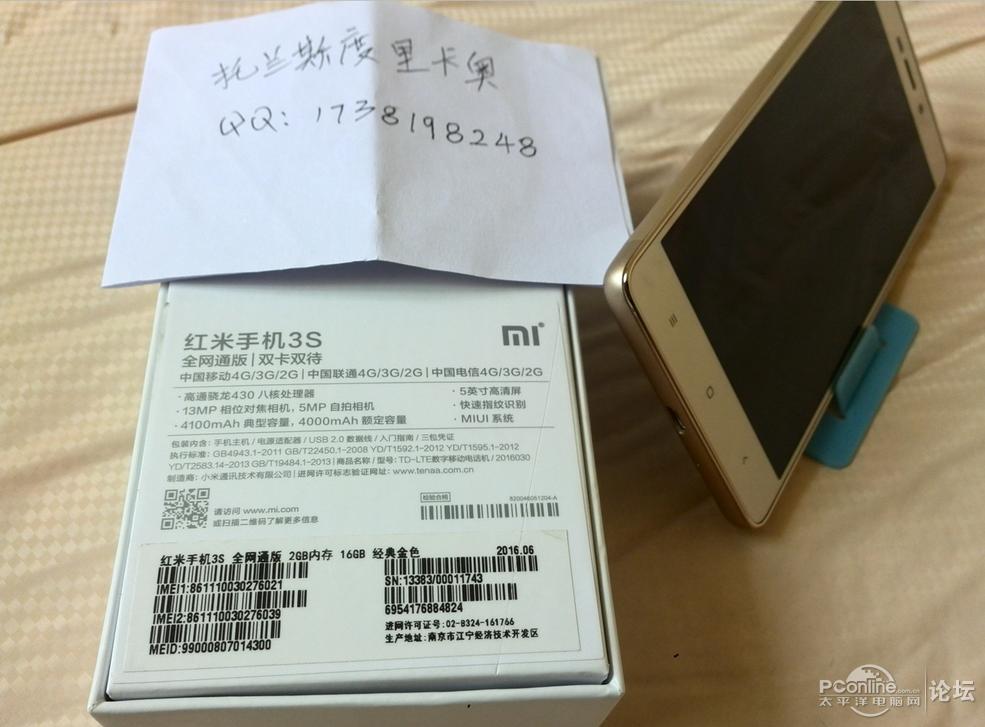 托兰斯度里卡奥
QQ: 1738198248
红米手机3S
mi
全网通版|双卡双待
中国移动4G/3G/2G|中国联通4G/3G/2G|中国电信4G/3G/2G
·高通骁龙430 八核处理器
·5英寸高清屏
·13MP 相位对焦相机，5MP 自拍相机
·快速指纹识别
·4100mAh 典型容量，4000mAh 额定容量
·MIUI 系统
包装内含：手机主机 / 电源适配器 / USB 2.0 数据线 / 入门指南 / 三包凭证
执行标准：GB4943.1-2011 GB/T22450.1-2008 YD/T1592.1-2012 YD/T1595.1-2012
YD/T2583.14-2013 GB/T19484.1-2013 | 商品名称 / 型号：TD-LTE数字移动电话机 / 2016030
制造商：小米通讯技术有限公司 | 进网许可标志验证网址：www.tenaa.com.cn
请访问 www.mi.com
或扫描二维码了解更多信息
检验合格
820046051204-A
红米手机3S 全网通版 2GB内存 16GB 经典金色
2016.06
IMEI1:861110030276021
SN:13383/00011743
IMEI2:861110030276039
6954176884824
MEID:99000807014300
进网许可证号:02-B324-161766
生产地址:南京市江宁经济技术开发区
PConline.com.cn
太平洋电脑网
论坛